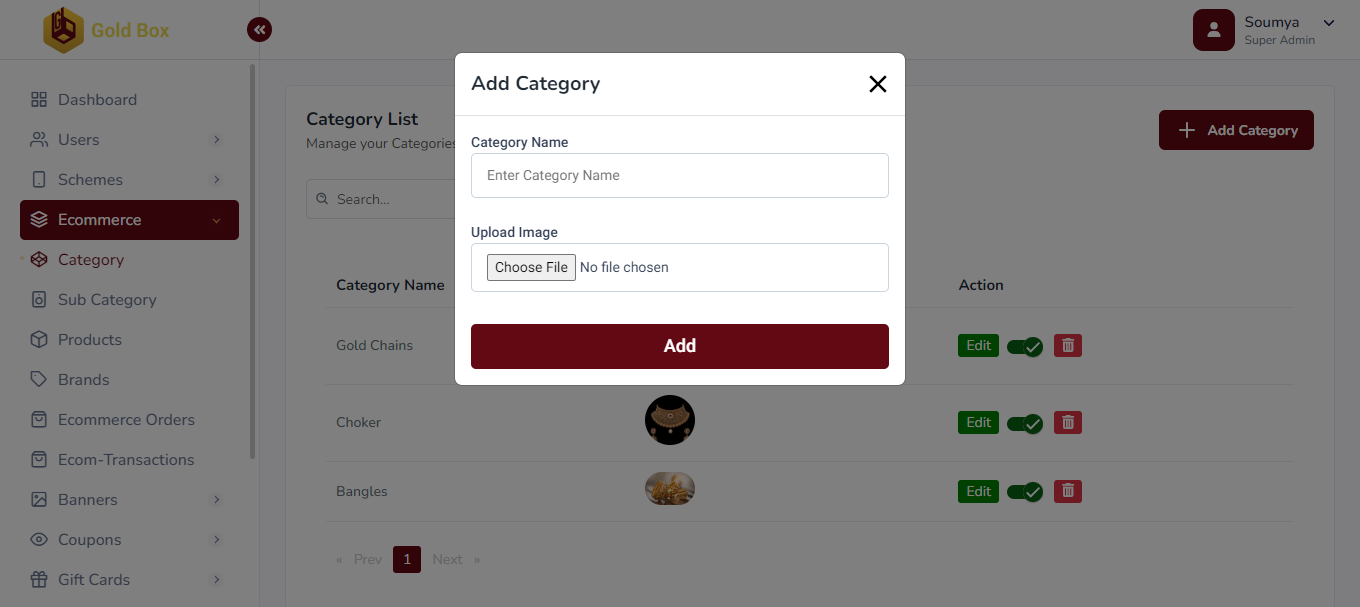 Gold Box
Soumya
Super Admin
Dashboard
Users
Schemes
Ecommerce
Category
Sub Category
Products
Brands
Ecommerce Orders
Ecom-Transactions
Banners
Coupons
Gift Cards
Category List
Manage your Categories
Add Category
Search...
Category Name
Action
Gold Chains
Edit
Choker
Edit
Bangles
Edit
« Prev 1 Next »
Add Category
Category Name
Enter Category Name
Upload Image
Choose File No file chosen
Add